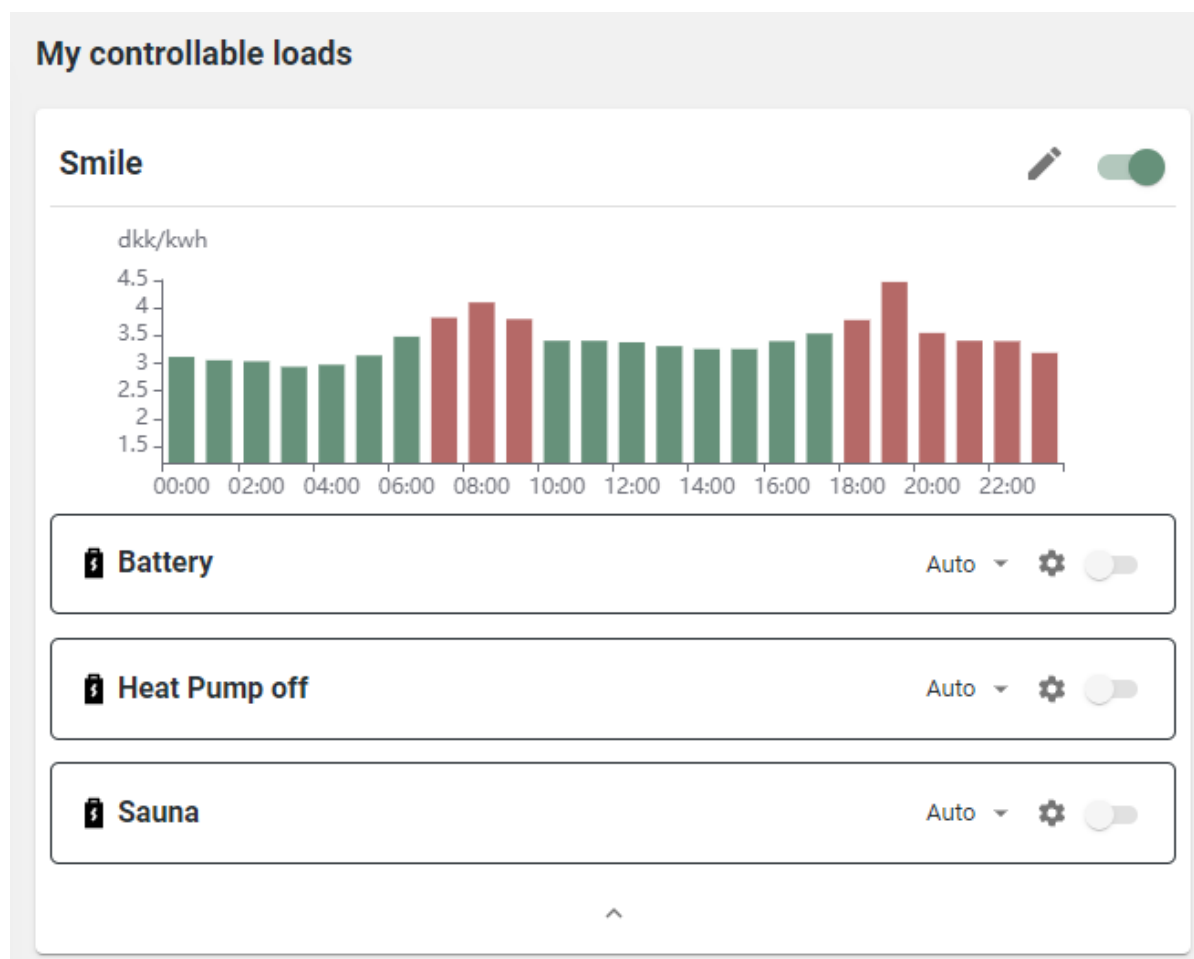 My controllable loads
Smile
dkk/kwh
4.5
4
3.5
3
2.5
2
1.5
00:00 02:00 04:00 06:00 08:00 10:00 12:00 14:00 16:00 18:00 20:00 22:00
Battery Auto
Heat Pump off Auto
Sauna Auto